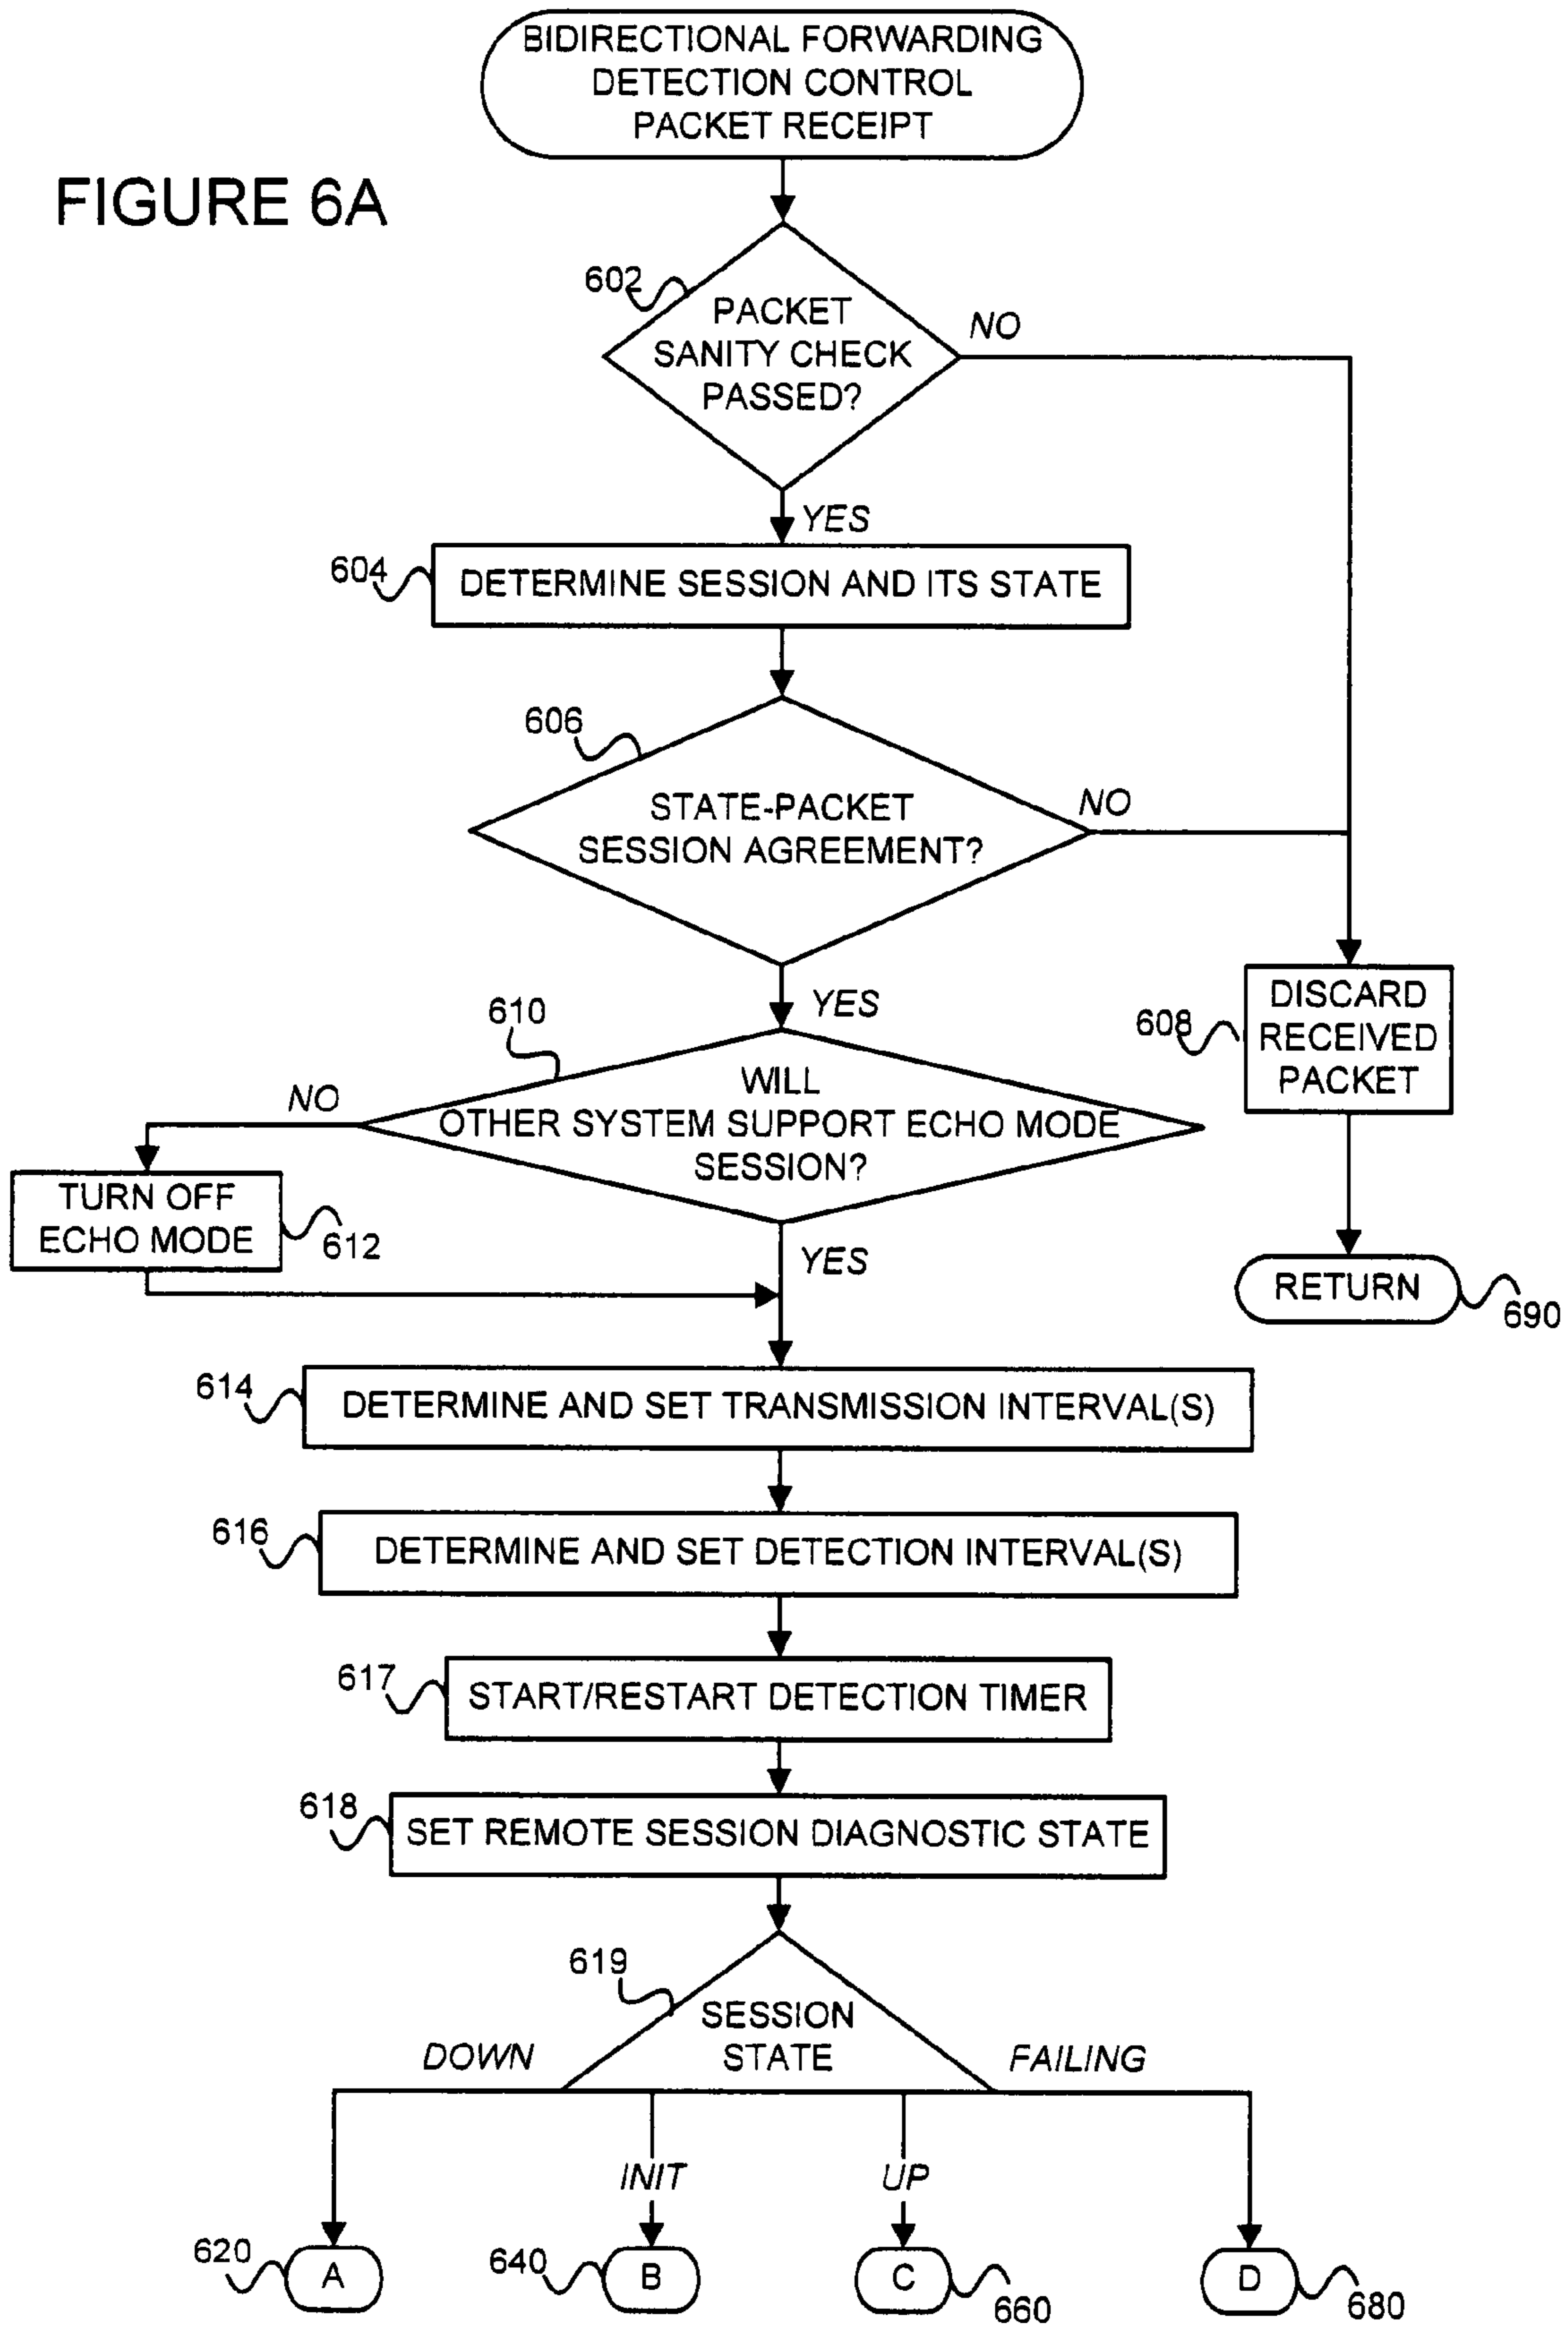 BIDIRECTIONAL FORWARDING
DETECTION CONTROL
PACKET RECEIPT
FIGURE 6A
602
PACKET
SANITY CHECK
PASSED?
NO
YES
604
DETERMINE SESSION AND ITS STATE
606
STATE-PACKET
SESSION AGREEMENT?
NO
YES
608
DISCARD
RECEIVED
PACKET
610
WILL
OTHER SYSTEM SUPPORT ECHO MODE
SESSION?
NO
TURN OFF
ECHO MODE
612
YES
RETURN
690
614
DETERMINE AND SET TRANSMISSION INTERVAL(S)
616
DETERMINE AND SET DETECTION INTERVAL(S)
617
START/RESTART DETECTION TIMER
618
SET REMOTE SESSION DIAGNOSTIC STATE
619
SESSION
STATE
DOWN
FAILING
INIT
UP
620
A
640
B
C
660
D
680